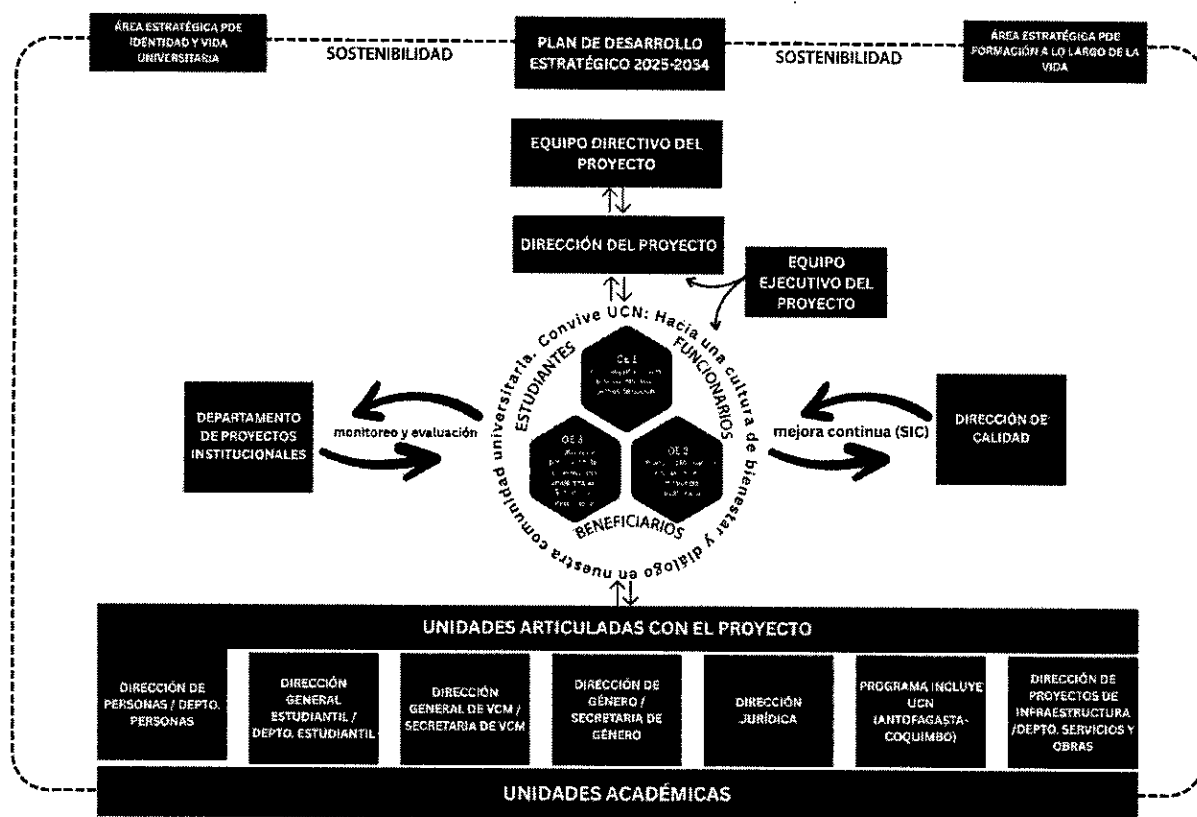 ÁREA ESTRATÉGICA PDE
IDENTIDAD Y VIDA
UNIVERSITARIA
SOSTENIBILIDAD
PLAN DE DESARROLLO
ESTRATÉGICO 2025-2034
SOSTENIBILIDAD
ÁREA ESTRATÉGICA PDE
FORMACIÓN A LO LARGO DE LA
VIDA
EQUIPO DIRECTIVO DEL
PROYECTO
DIRECCIÓN DEL PROYECTO
EQUIPO
EJECUTIVO DEL
PROYECTO
Convive UCN: Hacia una cultura de bienestar y diálogo en nuestra comunidad universitaria.
ESTUDIANTES
FUNCIONARIOS
BENEFICIARIOS
OE 1
OE 3
OE 2
DEPARTAMENTO
DE PROYECTOS
INSTITUCIONALES
monitoreo y evaluación
mejora continua (SIC)
DIRECCIÓN DE
CALIDAD
UNIDADES ARTICULADAS CON EL PROYECTO
DIRECCIÓN DE
PERSONAS / DEPTO.
PERSONAS
DIRECCIÓN
GENERAL
ESTUDIANTIL /
DEPTO. ESTUDIANTIL
DIRECCIÓN
GENERAL DE VCM /
SECRETARIA DE VCM
DIRECCIÓN DE
GÉNERO /
SECRETARIA DE
GÉNERO
DIRECCIÓN
JURÍDICA
PROGRAMA INCLUYE
UCN
(ANTOFAGASTA-
COQUIMBO)
DIRECCIÓN DE
PROYECTOS DE
INFRAESTRUCTURA
/DEPTO. SERVICIOS Y
OBRAS
UNIDADES ACADÉMICAS